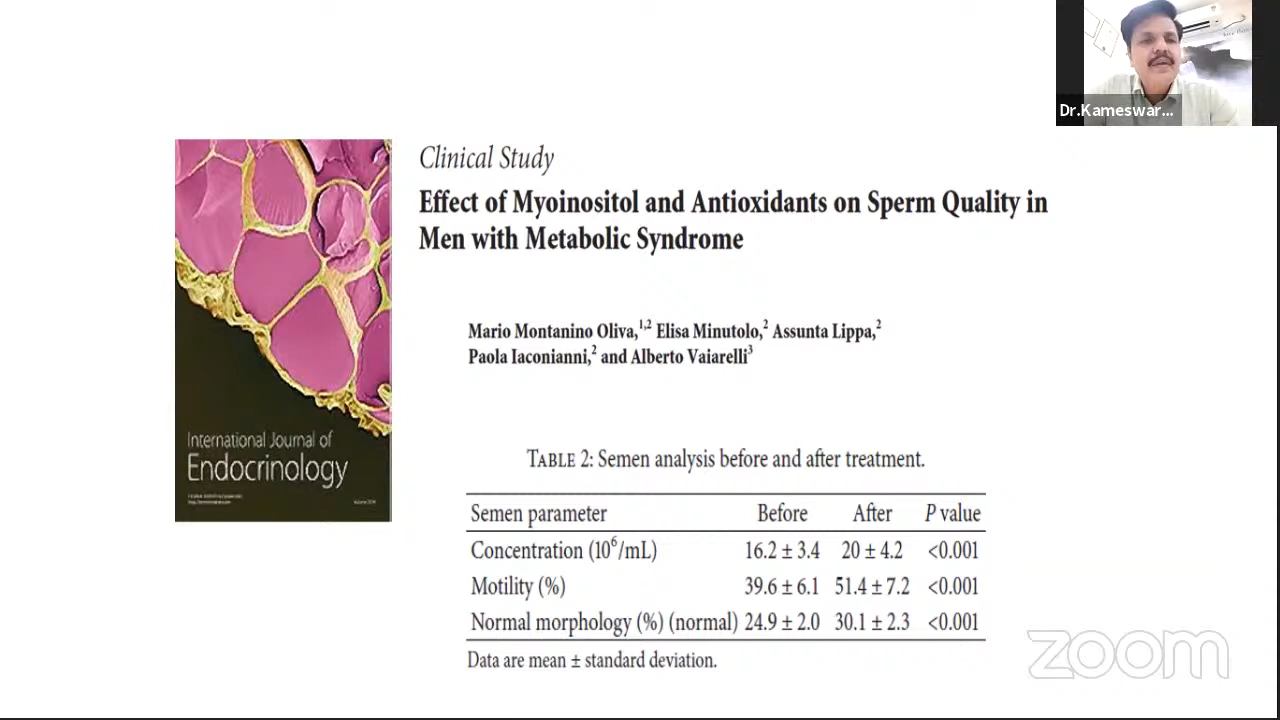 Dr.Kameswar...
Clinical Study
Effect of Myoinositol and Antioxidants on Sperm Quality in
Men with Metabolic Syndrome
Mario Montanino Oliva,1,2 Elisa Minutolo,2 Assunta Lippa,2
Paola Iaconianni,2 and Alberto Vaiarelli3
International Journal of
Endocrinology
TABLE 2: Semen analysis before and after treatment.
Semen parameter Before After P value
Concentration (10^6/mL) 16.2 ± 3.4 20 ± 4.2 <0.001
Motility (%) 39.6 ± 6.1 51.4 ± 7.2 <0.001
Normal morphology (%) (normal) 24.9 ± 2.0 30.1 ± 2.3 <0.001
Data are mean ± standard deviation.
zoom